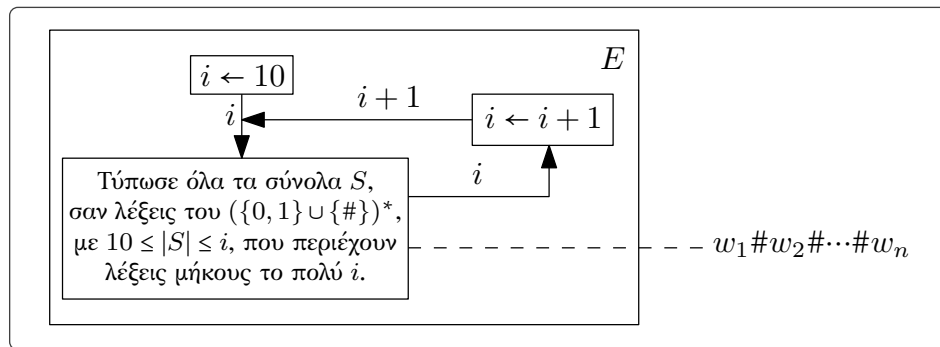 E
i ← 10
i
i + 1
i ← i + 1
i
Τύπωσε όλα τα σύνολα S,
σαν λέξεις του ({0, 1} ∪ {#})*,
με 10 ≤ |S| ≤ i, που περιέχουν
λέξεις μήκους το πολύ i.
w₁#w₂#⋯#wₙ